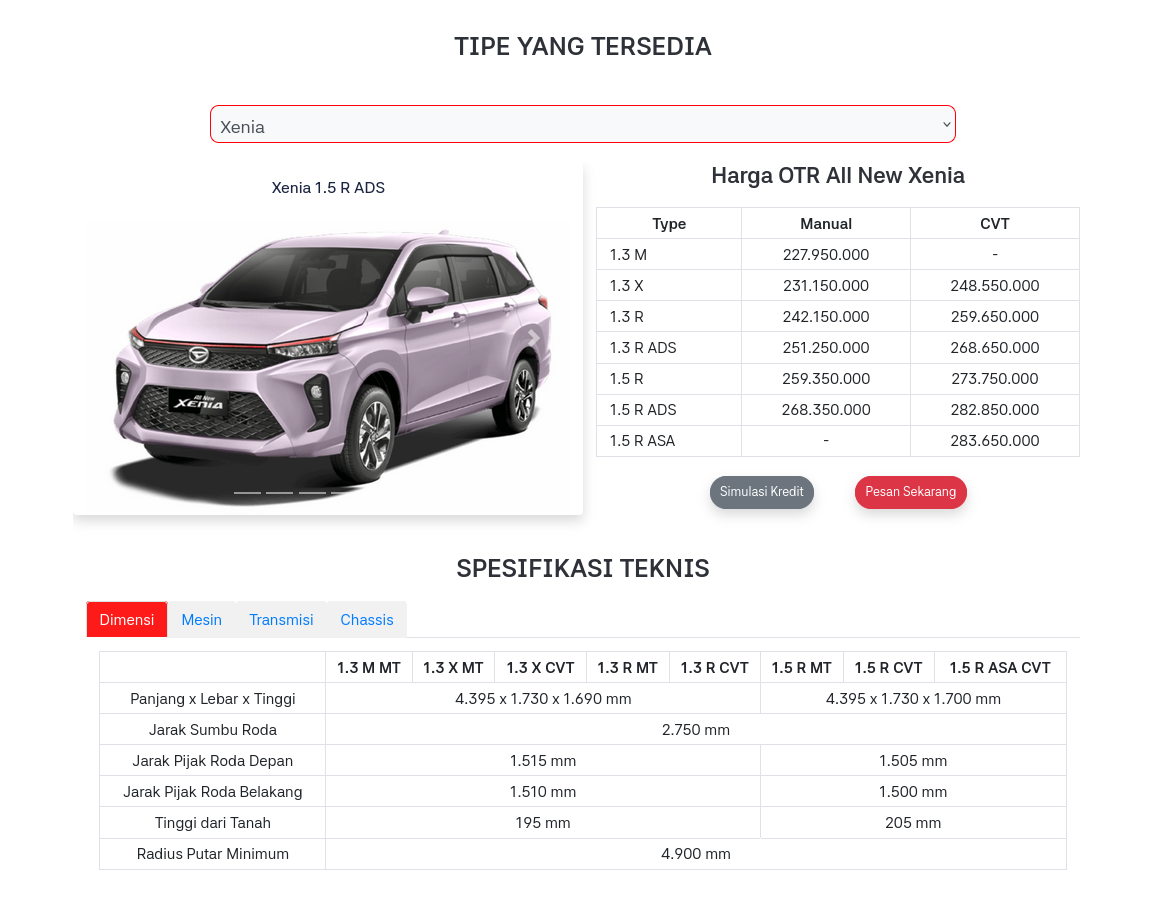 TIPE YANG TERSEDIA
Xenia
Xenia 1.5 R ADS
All New
XENIA
Harga OTR All New Xenia
Type Manual CVT
1.3 M 227.950.000 -
1.3 X 231.150.000 248.550.000
1.3 R 242.150.000 259.650.000
1.3 R ADS 251.250.000 268.650.000
1.5 R 259.350.000 273.750.000
1.5 R ADS 268.350.000 282.850.000
1.5 R ASA - 283.650.000
Simulasi Kredit Pesan Sekarang
SPESIFIKASI TEKNIS
Dimensi Mesin Transmisi Chassis
1.3 M MT 1.3 X MT 1.3 X CVT 1.3 R MT 1.3 R CVT 1.5 R MT 1.5 R CVT 1.5 R ASA CVT
Panjang x Lebar x Tinggi 4.395 x 1.730 x 1.690 mm 4.395 x 1.730 x 1.700 mm
Jarak Sumbu Roda 2.750 mm
Jarak Pijak Roda Depan 1.515 mm 1.505 mm
Jarak Pijak Roda Belakang 1.510 mm 1.500 mm
Tinggi dari Tanah 195 mm 205 mm
Radius Putar Minimum 4.900 mm